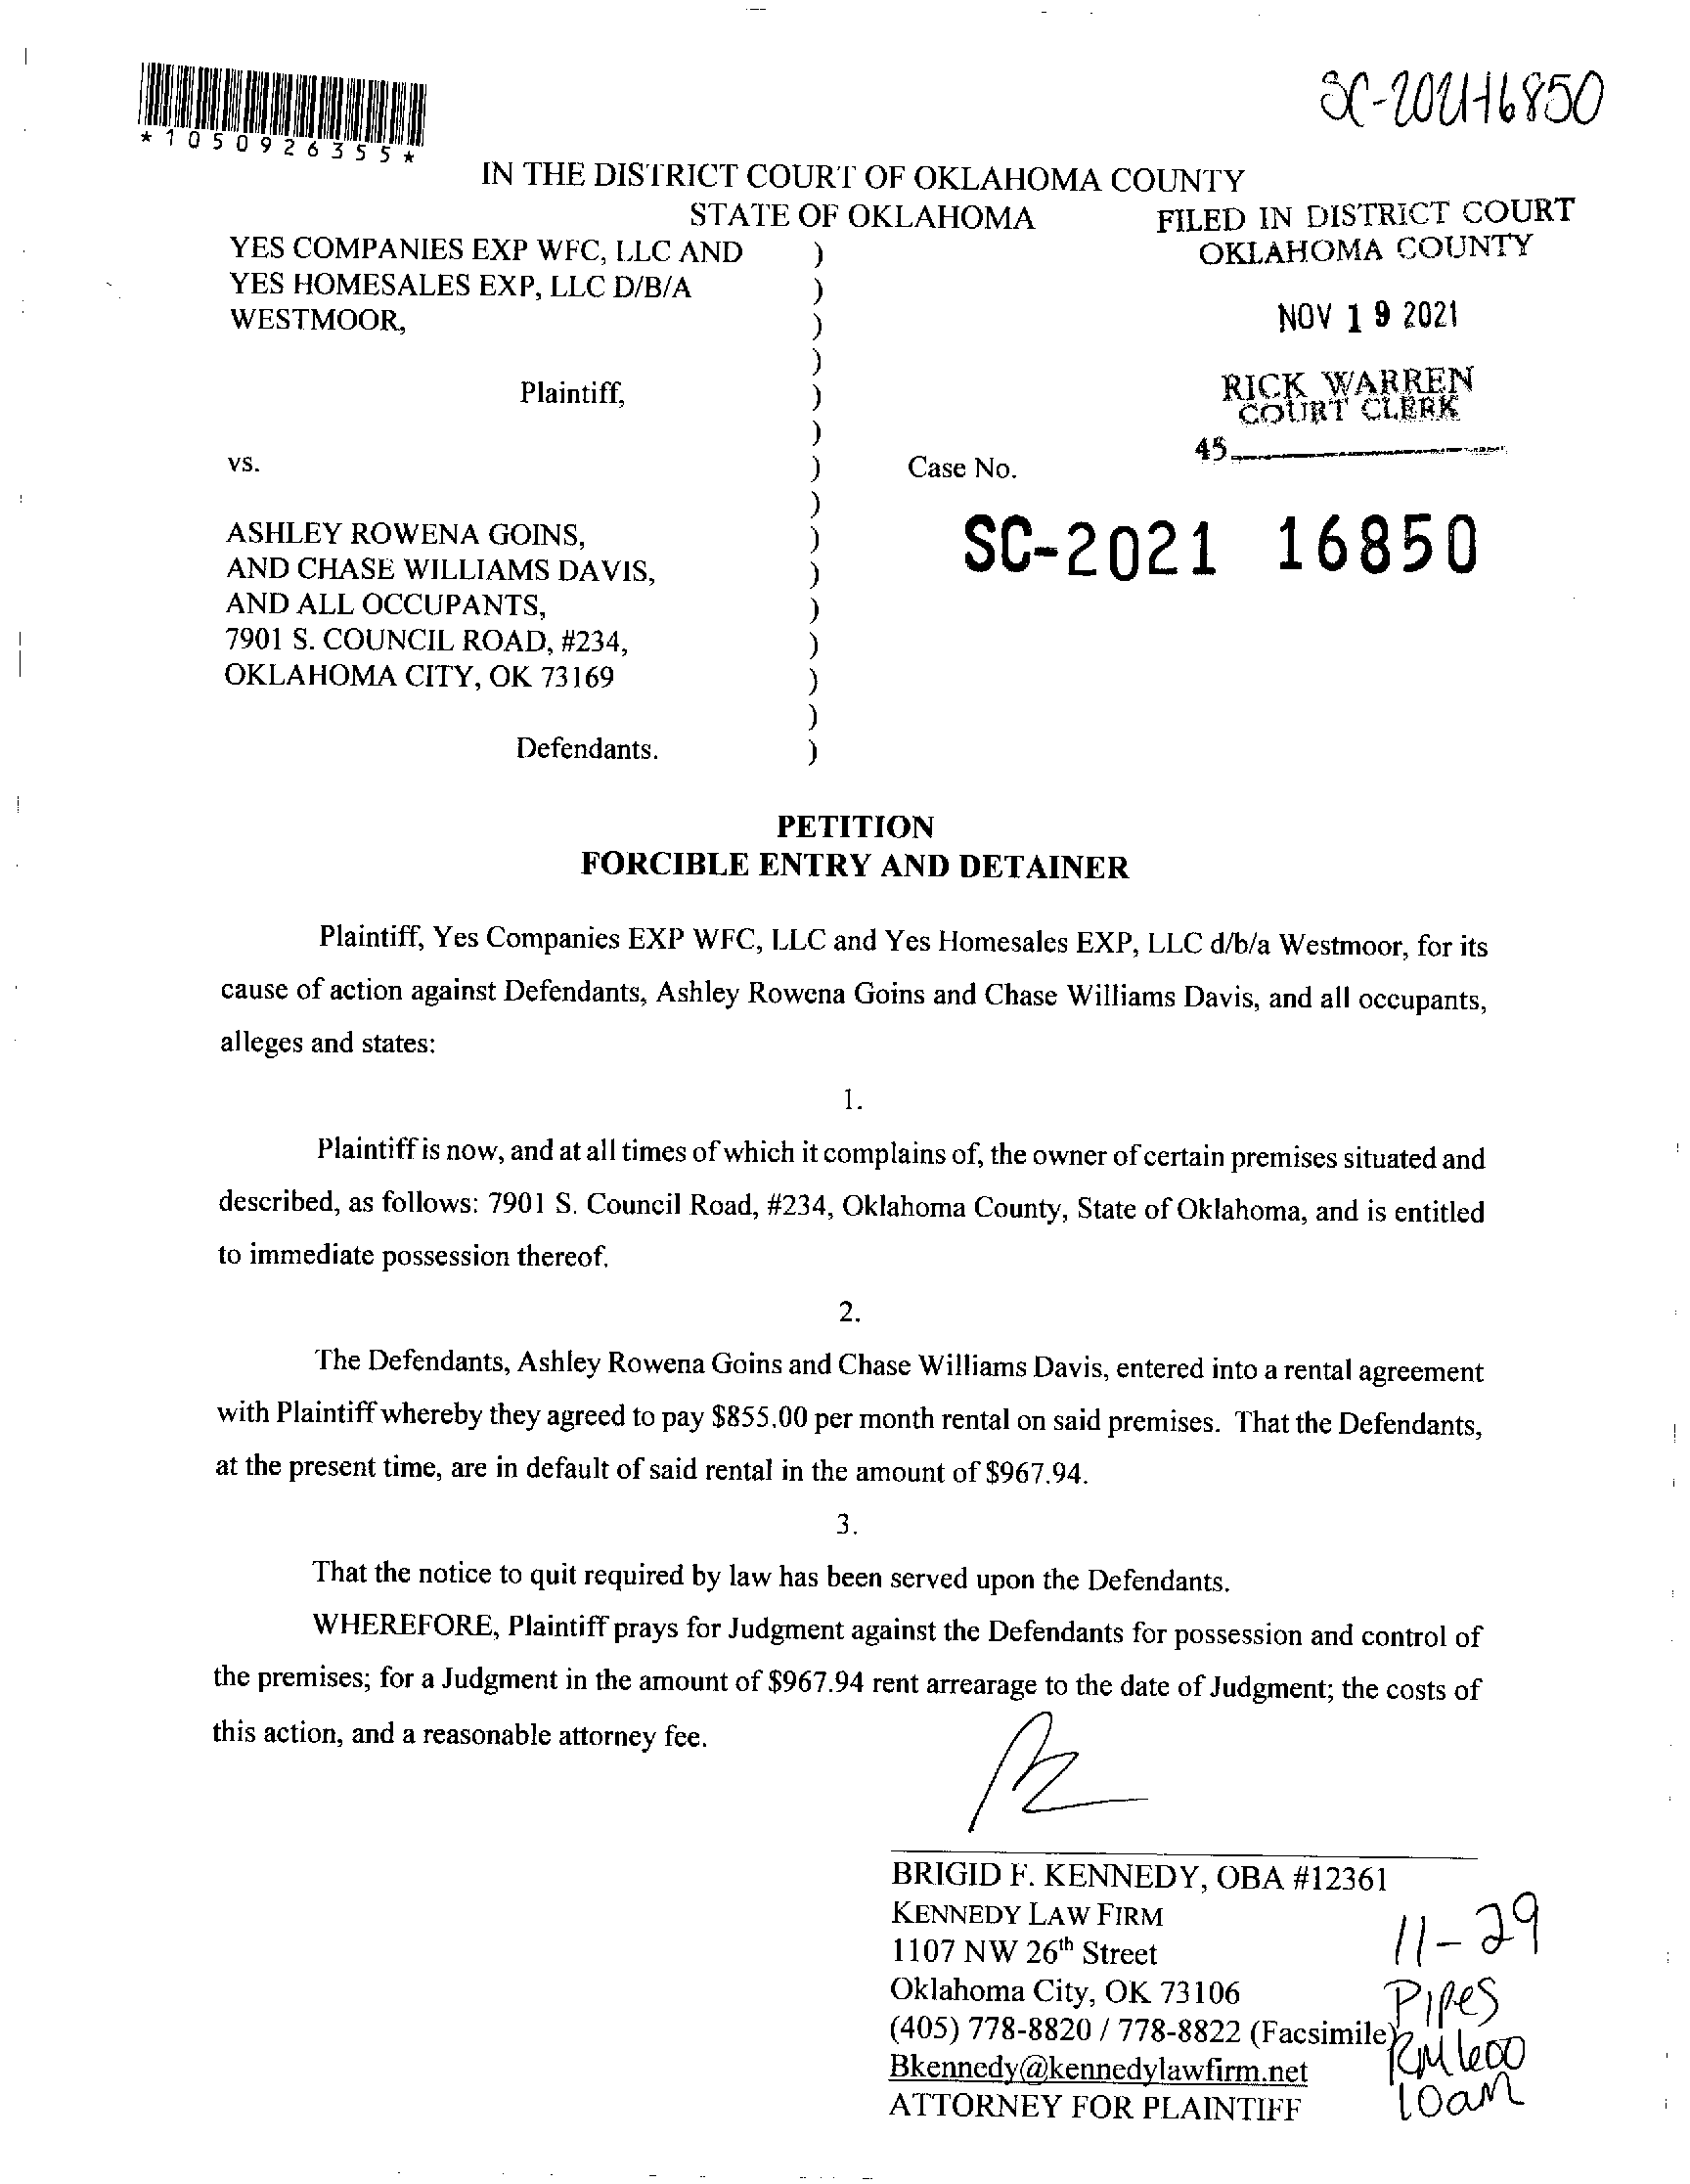 SC-2021-16850
*1050926355*
IN THE DISTRICT COURT OF OKLAHOMA COUNTY
STATE OF OKLAHOMA
FILED IN DISTRICT COURT
OKLAHOMA COUNTY
NOV 19 2021
RICK WARREN
COURT CLERK
45
YES COMPANIES EXP WFC, LLC AND )
YES HOMESALES EXP, LLC D/B/A )
WESTMOOR, )
)
Plaintiff, )
)
vs. ) Case No.
)
ASHLEY ROWENA GOINS, ) SC-2021 16850
AND CHASE WILLIAMS DAVIS, )
AND ALL OCCUPANTS, )
7901 S. COUNCIL ROAD, #234, )
OKLAHOMA CITY, OK 73169 )
)
Defendants. )
PETITION
FORCIBLE ENTRY AND DETAINER
Plaintiff, Yes Companies EXP WFC, LLC and Yes Homesales EXP, LLC d/b/a Westmoor, for its
cause of action against Defendants, Ashley Rowena Goins and Chase Williams Davis, and all occupants,
alleges and states:
1.
Plaintiff is now, and at all times of which it complains of, the owner of certain premises situated and
described, as follows: 7901 S. Council Road, #234, Oklahoma County, State of Oklahoma, and is entitled
to immediate possession thereof.
2.
The Defendants, Ashley Rowena Goins and Chase Williams Davis, entered into a rental agreement
with Plaintiff whereby they agreed to pay $855.00 per month rental on said premises. That the Defendants,
at the present time, are in default of said rental in the amount of $967.94.
3.
That the notice to quit required by law has been served upon the Defendants.
WHEREFORE, Plaintiff prays for Judgment against the Defendants for possession and control of
the premises; for a Judgment in the amount of $967.94 rent arrearage to the date of Judgment; the costs of
this action, and a reasonable attorney fee.
BRIGID F. KENNEDY, OBA #12361
KENNEDY LAW FIRM
1107 NW 26th Street
Oklahoma City, OK 73106
(405) 778-8820 / 778-8822 (Facsimile)
Bkennedy@kennedylawfirm.net
ATTORNEY FOR PLAINTIFF
11-29
Pipes
RM 600
10am